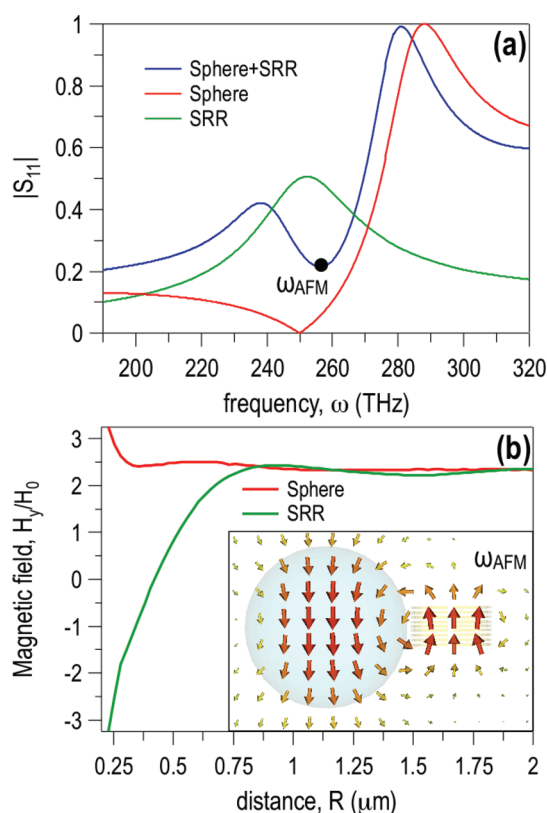 (a)
1
0.8
0.6
0.4
0.2
0
|S11|
Sphere+SRR
Sphere
SRR
ωAFM
200 220 240 260 280 300 320
frequency, ω (THz)
(b)
3
2
1
0
-1
-2
-3
Magnetic field, Hy/H0
Sphere
SRR
ωAFM
0.25 0.5 0.75 1 1.25 1.5 1.75 2
distance, R (μm)